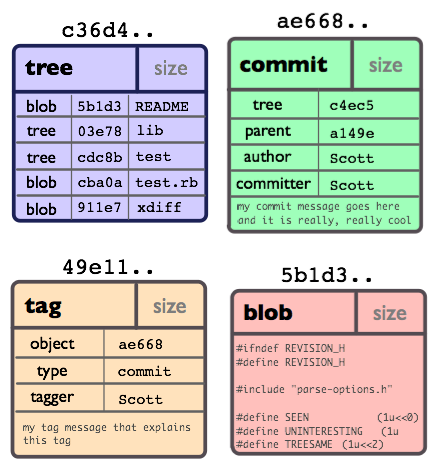 c36d4..
tree size
blob 5b1d3 README
tree 03e78 lib
tree cdc8b test
blob cba0a test.rb
blob 911e7 xdiff
ae668..
commit size
tree c4ec5
parent a149e
author Scott
committer Scott
my commit message goes here
and it is really, really cool
49e11..
tag size
object ae668
type commit
tagger Scott
my tag message that explains
this tag
5b1d3..
blob size
#ifndef REVISION_H
#define REVISION_H
#include "parse-options.h"
#define SEEN (1u<<0)
#define UNINTERESTING (1u
#define TREESAME (1u<<2)